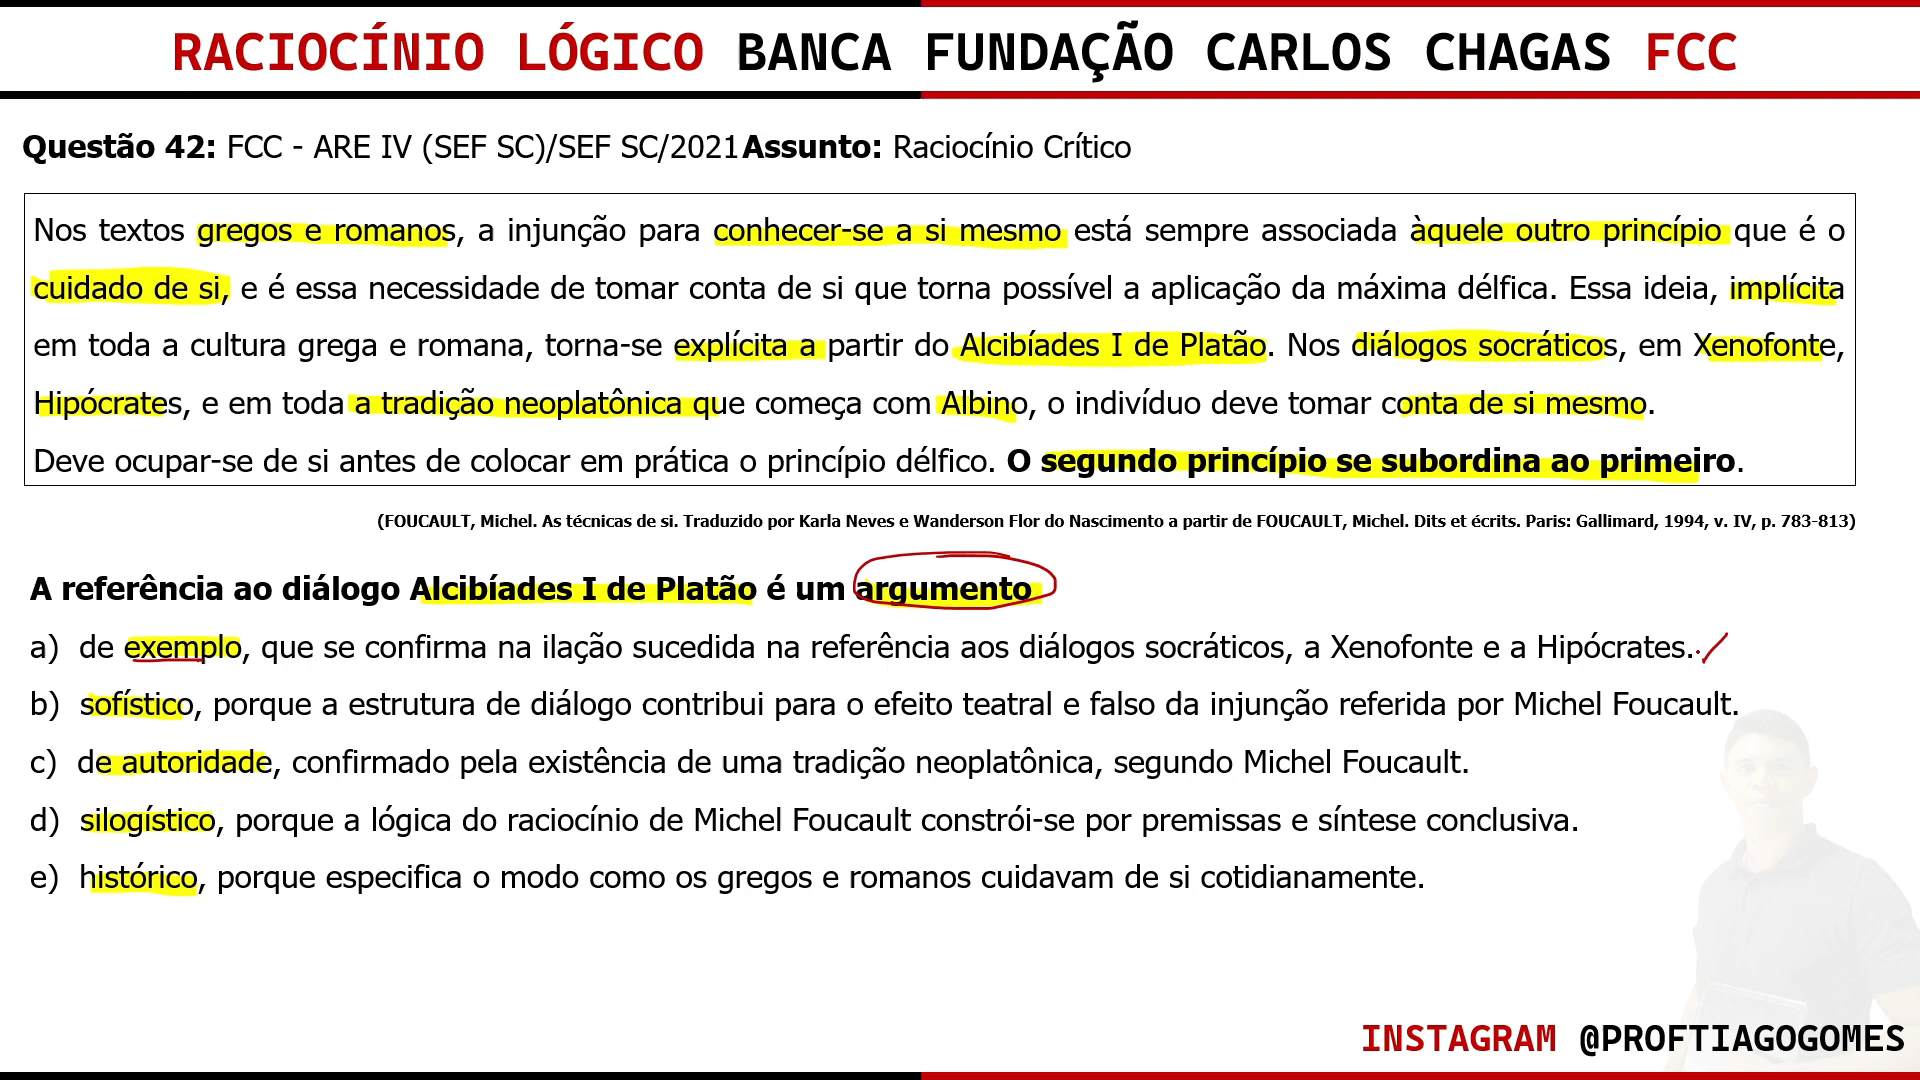 RACIOCÍNIO LÓGICO BANCA FUNDAÇÃO CARLOS CHAGAS FCC
Questão 42: FCC - ARE IV (SEF SC)/SEF SC/2021 Assunto: Raciocínio Crítico
Nos textos gregos e romanos, a injunção para conhecer-se a si mesmo está sempre associada àquele outro princípio que é o
cuidado de si, e é essa necessidade de tomar conta de si que torna possível a aplicação da máxima délfica. Essa ideia, implícita
em toda a cultura grega e romana, torna-se explícita a partir do Alcibíades I de Platão. Nos diálogos socráticos, em Xenofonte,
Hipócrates, e em toda a tradição neoplatônica que começa com Albino, o indivíduo deve tomar conta de si mesmo.
Deve ocupar-se de si antes de colocar em prática o princípio délfico. O segundo princípio se subordina ao primeiro.
(FOUCAULT, Michel. As técnicas de si. Traduzido por Karla Neves e Wanderson Flor do Nascimento a partir de FOUCAULT, Michel. Dits et écrits. Paris: Gallimard, 1994, v. IV, p. 783-813)
A referência ao diálogo Alcibíades I de Platão é um argumento
a) de exemplo, que se confirma na ilação sucedida na referência aos diálogos socráticos, a Xenofonte e a Hipócrates.
b) sofístico, porque a estrutura de diálogo contribui para o efeito teatral e falso da injunção referida por Michel Foucault.
c) de autoridade, confirmado pela existência de uma tradição neoplatônica, segundo Michel Foucault.
d) silogístico, porque a lógica do raciocínio de Michel Foucault constrói-se por premissas e síntese conclusiva.
e) histórico, porque especifica o modo como os gregos e romanos cuidavam de si cotidianamente.
INSTAGRAM @PROFTIAGOGOMES